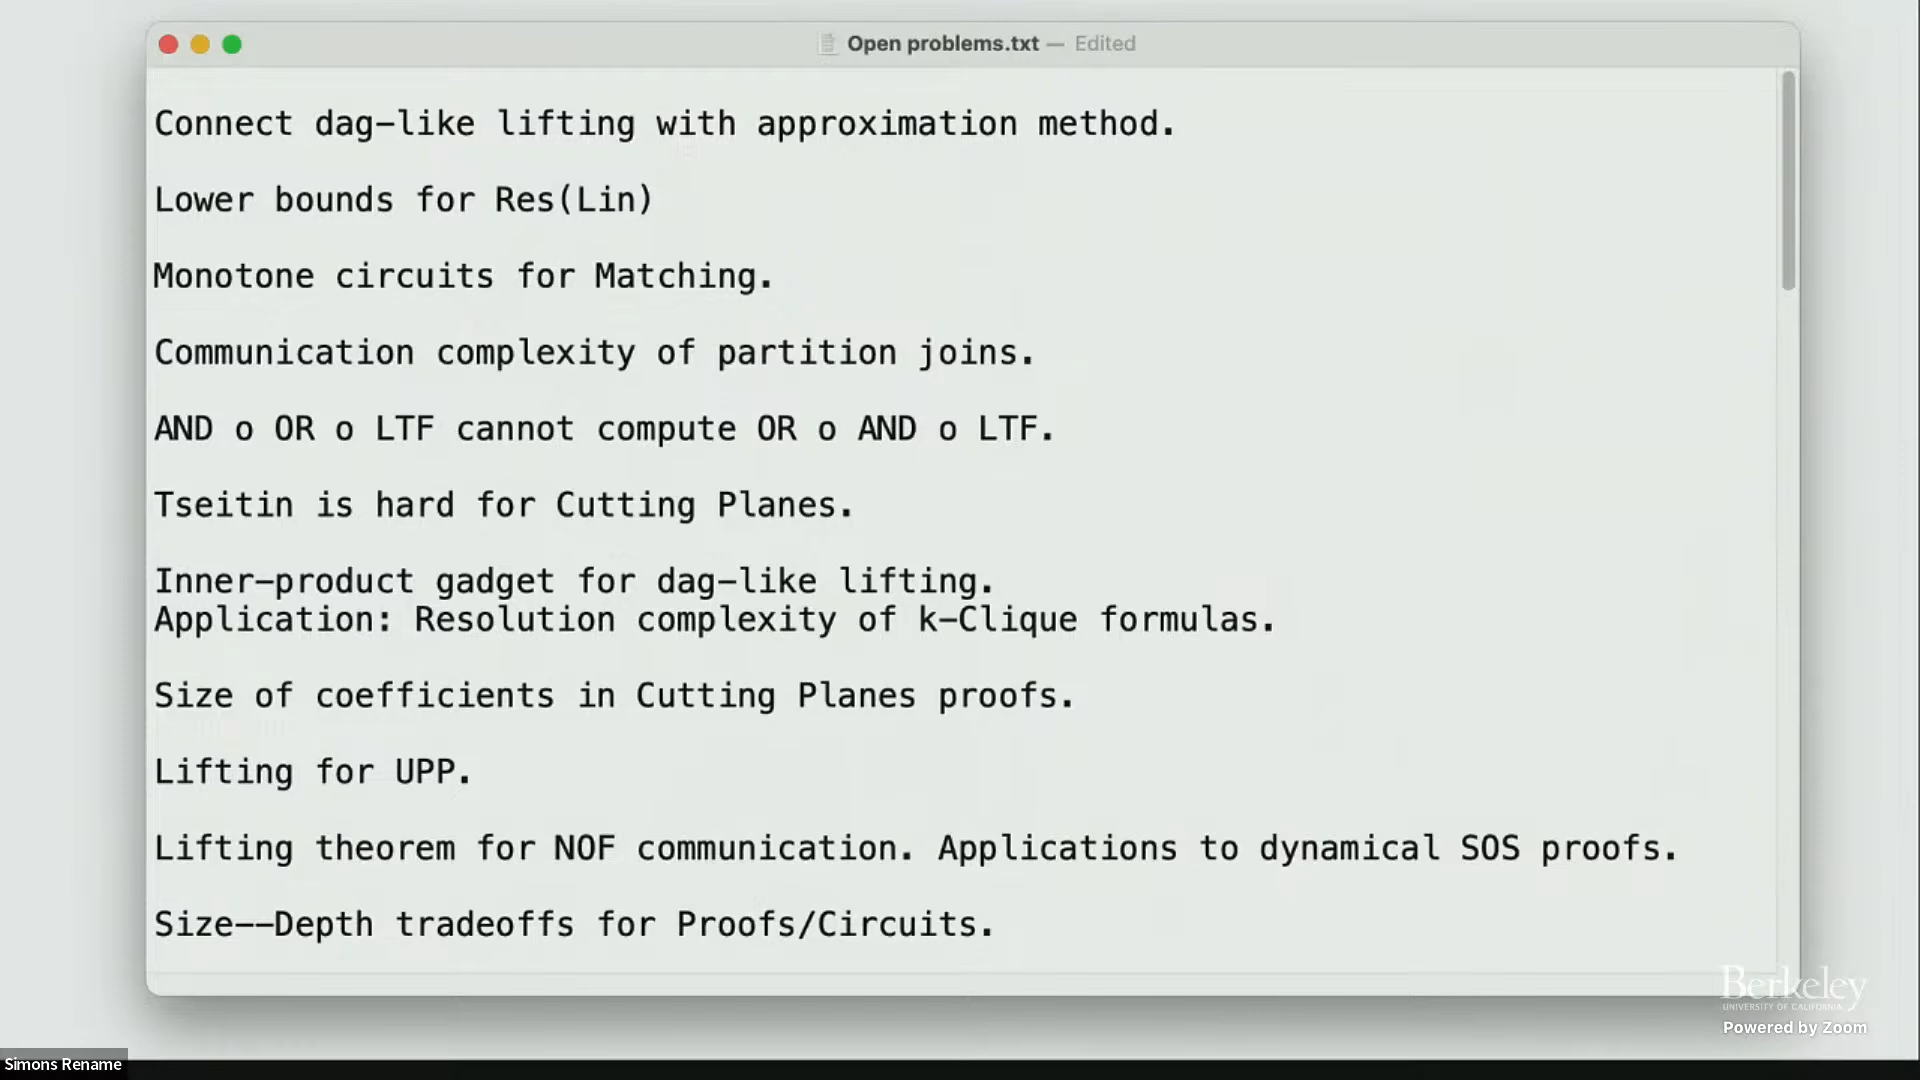 Open problems.txt — Edited
Connect dag-like lifting with approximation method.
Lower bounds for Res(Lin)
Monotone circuits for Matching.
Communication complexity of partition joins.
AND o OR o LTF cannot compute OR o AND o LTF.
Tseitin is hard for Cutting Planes.
Inner-product gadget for dag-like lifting.
Application: Resolution complexity of k-Clique formulas.
Size of coefficients in Cutting Planes proofs.
Lifting for UPP.
Lifting theorem for NOF communication. Applications to dynamical SOS proofs.
Size--Depth tradeoffs for Proofs/Circuits.
Berkeley
UNIVERSITY OF CALIFORNIA
Powered by Zoom
Simons Rename